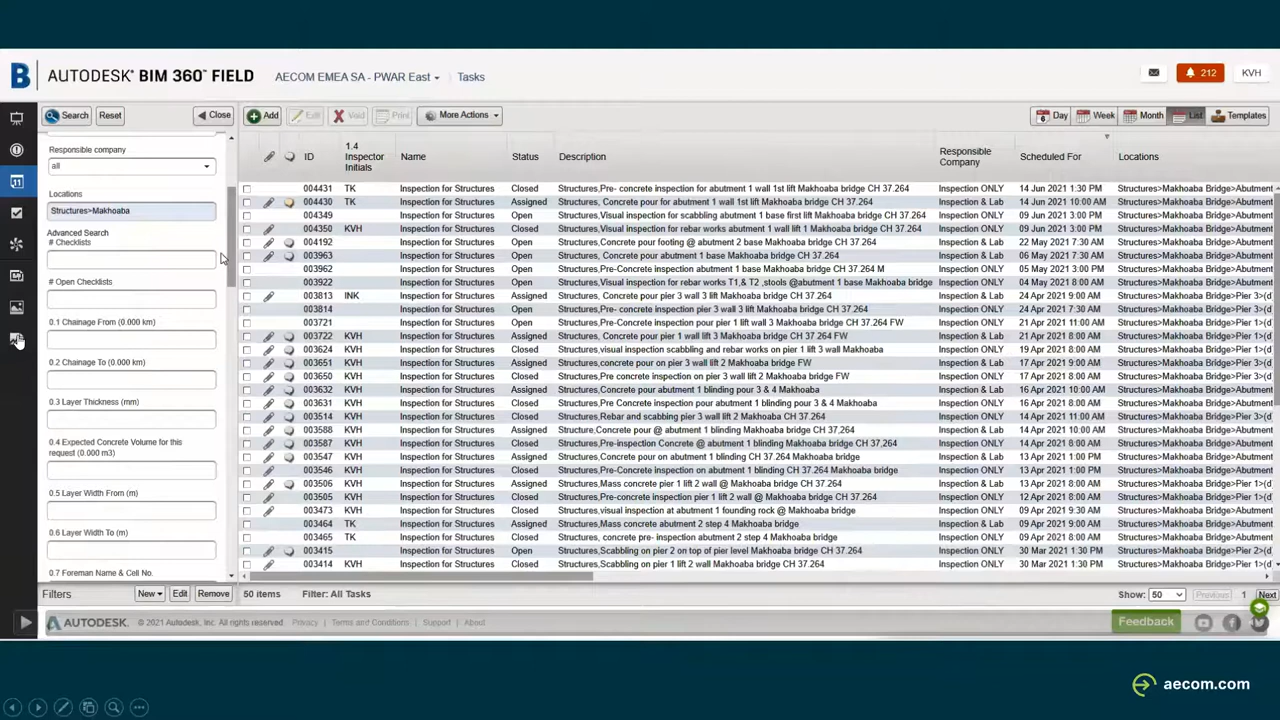 AUTODESK® BIM 360™ FIELD
AECOM EMEA SA - PWAR East
Tasks
212
KVH
Search
Reset
Close
Add
Edit
Void
Print
More Actions
Day
Week
Month
List
Templates
Responsible company
all
Locations
Structures>Makhoaba
Advanced Search
# Checklists
# Open Checklists
0.1 Chainage From (0.000 km)
0.2 Chainage To (0.000 km)
0.3 Layer Thickness (mm)
0.4 Expected Concrete Volume for this
request (0.000 m3)
0.5 Layer Width From (m)
0.6 Layer Width To (m)
0.7 Foreman Name & Cell No.
ID 1.4 Inspector Initials Name Status Description Responsible Company Scheduled For Locations
004431 TK Inspection for Structures Closed Structures,Pre- concrete inspection for abutment 1 wall 1st lift Makhoaba bridge CH 37.264 Inspection ONLY 14 Jun 2021 1:30 PM Structures>Makhoaba Bridge>Abutment
004430 TK Inspection for Structures Assigned Structures, Concrete pour for abutment 1 wall 1st lift Makhoaba bridge CH 37.264 Inspection & Lab 14 Jun 2021 10:00 AM Structures>Makhoaba Bridge>Abutment
004349 Inspection for Structures Open Structures,Visual inspection for scabbling abutment 1 base first lift Makhoaba bridge Inspection ONLY 09 Jun 2021 3:00 PM Structures>Makhoaba Bridge>Abutment
004350 KVH Inspection for Structures Closed Structures,Visual inspection for rebar works abutment 1 Makhoaba bridge CH 37.264 Inspection ONLY 09 Jun 2021 3:00 PM Structures>Makhoaba Bridge>Abutment
004192 Inspection for Structures Open Structures,Concrete pour footing @ abutment 2 base Makhoaba bridge CH 37.264 Inspection & Lab 22 May 2021 7:30 AM Structures>Makhoaba Bridge>Abutment
003963 Inspection for Structures Open Structures,Concrete pour abutment 1 base Makhoaba bridge CH 37.264 Inspection & Lab 06 May 2021 7:30 AM Structures>Makhoaba Bridge>Abutment
003962 Inspection for Structures Open Structures,Pre-Concrete inspection abutment 1 base Makhoaba bridge CH 37.264 M Inspection ONLY 05 May 2021 3:00 PM Structures>Makhoaba Bridge>Abutment
003922 Inspection for Structures Open Structures,Visual inspection for rebar works T1,& T2 ,stools @abutment 1 base Makhoaba bridge Inspection ONLY 04 May 2021 8:00 AM Structures>Makhoaba Bridge>Abutment
003813 INK Inspection for Structures Assigned Structures, Concrete pour pier 3 wall 3 lift Makhoaba bridge CH 37.264 Inspection & Lab 24 Apr 2021 9:00 AM Structures>Makhoaba Bridge>Pier 3>(d
003814 Inspection for Structures Open Structures, Pre-concrete inspection pier 3 wall 3 lift Makhoaba bridge CH 37.264 Inspection ONLY 24 Apr 2021 7:30 AM Structures>Makhoaba Bridge>Pier 3>(d
003721 Inspection for Structures Open Structures,Pre-Concrete inspection pour pier 1 lift wall 3 Makhoaba bridge CH 37.264 FW Inspection ONLY 21 Apr 2021 11:00 AM Structures>Makhoaba Bridge>Pier 1>(d
003722 KVH Inspection for Structures Assigned Structures, Concrete pour pier 1 wall 3 lift Makhoaba bridge CH 37.264 FW Inspection & Lab 21 Apr 2021 8:00 AM Structures>Makhoaba Bridge>Pier 1>(d
003624 KVH Inspection for Structures Closed Structures,visual inspection scabbling and rebar works on pier 1 wall 3 lift Makhoaba Inspection ONLY 19 Apr 2021 8:00 AM Structures>Makhoaba Bridge>Pier 1>(d
003651 KVH Inspection for Structures Assigned Structures,concrete pour on pier 3 wall lift 2 Makhoaba bridge CH 37.264 FW Inspection & Lab 17 Apr 2021 9:00 AM Structures>Makhoaba Bridge>Pier 3>(d
003650 KVH Inspection for Structures Closed Structures,Pre concrete inspection on pier 3 wall lift 2 Makhoaba bridge CH 37.264 FW Inspection ONLY 17 Apr 2021 8:00 AM Structures>Makhoaba Bridge>Pier 3>(d
003632 KVH Inspection for Structures Assigned Structures,Concrete pour abutment 1 blinding pour 3 & 4 Makhoaba Inspection & Lab 16 Apr 2021 10:00 AM Structures>Makhoaba Bridge>Abutment
003631 KVH Inspection for Structures Closed Structures,Pre Concrete inspection pour abutment 1 blinding pour 3 & 4 Makhoaba Inspection ONLY 16 Apr 2021 8:00 AM Structures>Makhoaba Bridge>Abutment
003514 KVH Inspection for Structures Closed Structures,Rebar and scabbing pier 3 wall lift 2 Makhoaba CH 37.264 Inspection ONLY 14 Apr 2021 11:00 AM Structures>Makhoaba Bridge>Pier 3>(d
003588 KVH Inspection for Structures Assigned Structure,Concrete pour @ abutment 1 blinding Makhoaba bridge CH 37.264 Inspection & Lab 14 Apr 2021 9:00 AM Structures>Makhoaba Bridge>Abutment
003587 KVH Inspection for Structures Closed Structures,Pre-inspection Concrete @ abutment 1 blinding Makhoaba bridge CH 37.264 Inspection ONLY 14 Apr 2021 8:00 AM Structures>Makhoaba Bridge>Abutment
003547 KVH Inspection for Structures Assigned Structures,Concrete pour on abutment 1 blinding Makhoaba bridge CH 37.264 Inspection & Lab 13 Apr 2021 1:00 PM Structures>Makhoaba Bridge>Abutment
003546 KVH Inspection for Structures Closed Structures,Pre-Concrete inspection on abutment 1 blinding CH 37.264 Makhoaba bridge Inspection ONLY 13 Apr 2021 1:00 PM Structures>Makhoaba Bridge>Abutment
003506 KVH Inspection for Structures Assigned Structures,Mass concrete pier 1 lift 2 wall @ Makhoaba bridge CH 37.264 Inspection & Lab 13 Apr 2021 8:00 AM Structures>Makhoaba Bridge>Pier 1>(d
003505 KVH Inspection for Structures Closed Structures,Pre-concrete inspection pier 1 lift 2 wall @ Makhoaba bridge CH 37.264 Inspection ONLY 12 Apr 2021 8:00 AM Structures>Makhoaba Bridge>Pier 1>(d
003473 KVH Inspection for Structures Closed Structures,visual inspection at abutment 1 founding rock @ Makhoaba bridge Inspection ONLY 09 Apr 2021 4:00 PM Structures>Makhoaba Bridge>Abutment
003464 TK Inspection for Structures Assigned Structures,Mass concrete abutment 2 step 4 Makhoaba bridge Inspection & Lab 09 Apr 2021 9:30 AM Structures>Makhoaba Bridge>Abutment
003465 TK Inspection for Structures Closed Structures, concrete pre- inspection abutment 2 step 4 Makhoaba bridge Inspection ONLY 09 Apr 2021 9:00 AM Structures>Makhoaba Bridge>Abutment
003415 Inspection for Structures Open Structures,Scabbling on pier 2 on top of pier level Makhoaba bridge CH 37.264 Inspection ONLY 30 Mar 2021 1:30 PM Structures>Makhoaba Bridge>Pier 2>(d
003414 KVH Inspection for Structures Closed Structures,Scabbling on pier 1 lift 2 wall Makhoaba bridge CH 37.264 Inspection ONLY 30 Mar 2021 1:30 PM Structures>Makhoaba Bridge>Pier 1>(d
Filters
New
Edit
Remove
50 items
Filter: All Tasks
Show: 50
Previous
1
Next
AUTODESK.
© 2021 Autodesk, Inc. All rights reserved
Privacy
Terms and Conditions
Support
About
Feedback
aecom.com